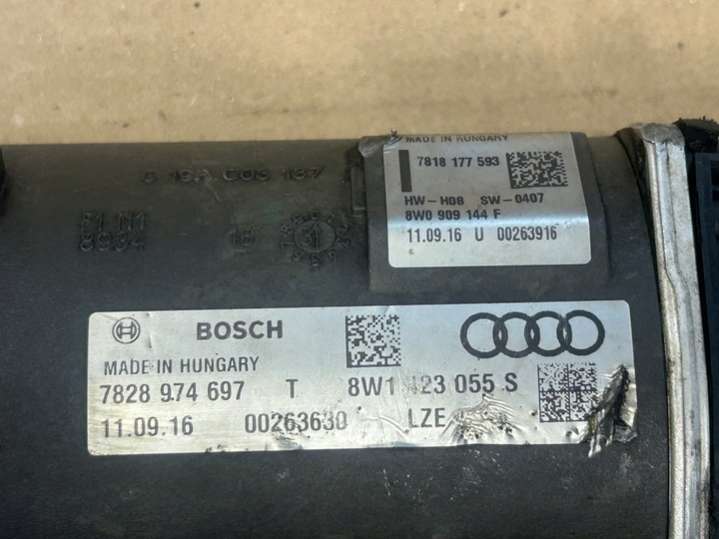 MADE IN HUNGARY
7818 177 593
HW-H08 SW-0407
8W0 909 144 F
11.09.16 U 00263916
16
BOSCH
MADE IN HUNGARY
7828 974 697 T 8W1 423 055 S
11.09.16 00263630 LZE